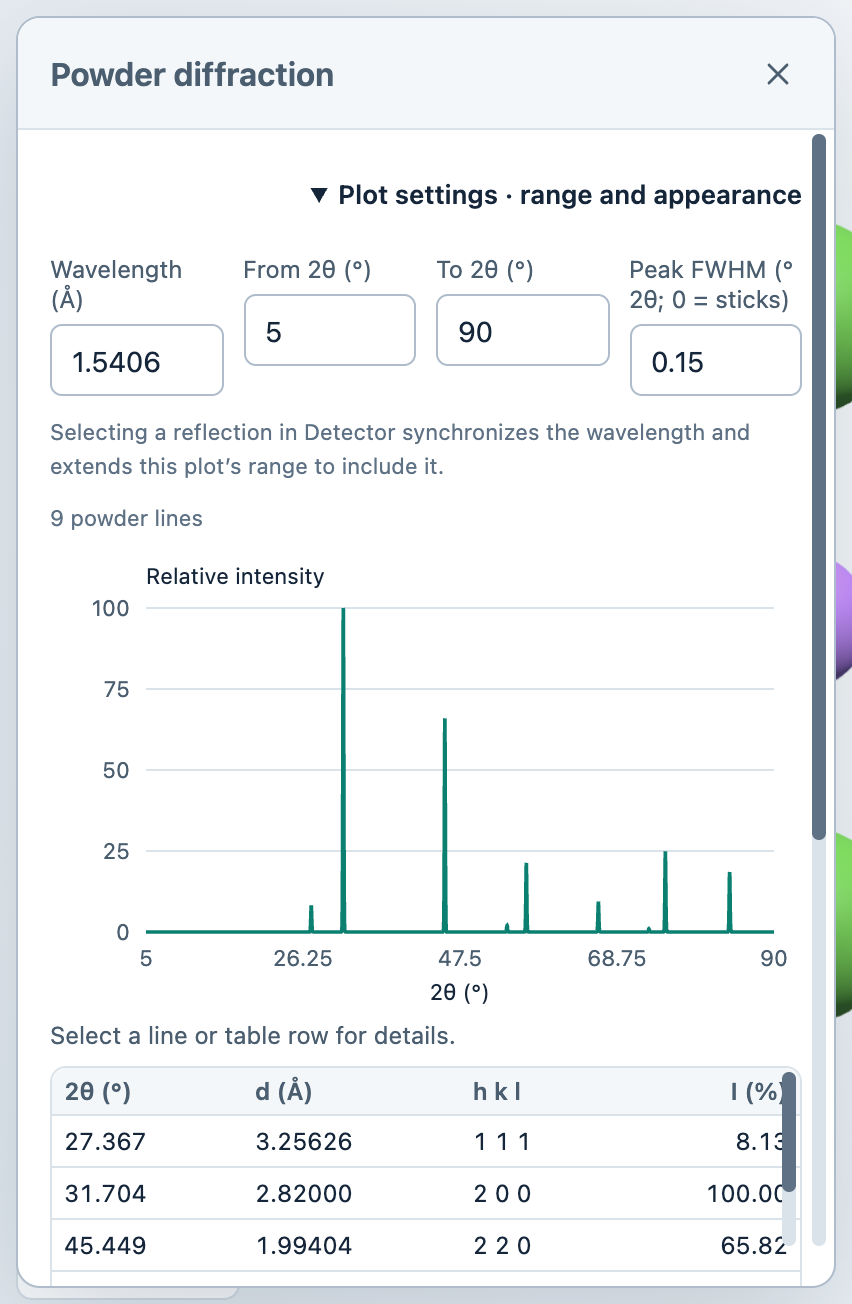 Powder diffraction
▼ Plot settings · range and appearance
Wavelength (Å)
From 2θ (°)
To 2θ (°)
Peak FWHM (° 2θ; 0 = sticks)
1.5406
5
90
0.15
Selecting a reflection in Detector synchronizes the wavelength and
extends this plot’s range to include it.
9 powder lines
Relative intensity
100
75
50
25
0
5 26.25 47.5 68.75 90
2θ (°)
Select a line or table row for details.
2θ (°) d (Å) h k l I (%)
27.367 3.25626 1 1 1 8.13
31.704 2.82000 2 0 0 100.00
45.449 1.99404 2 2 0 65.82